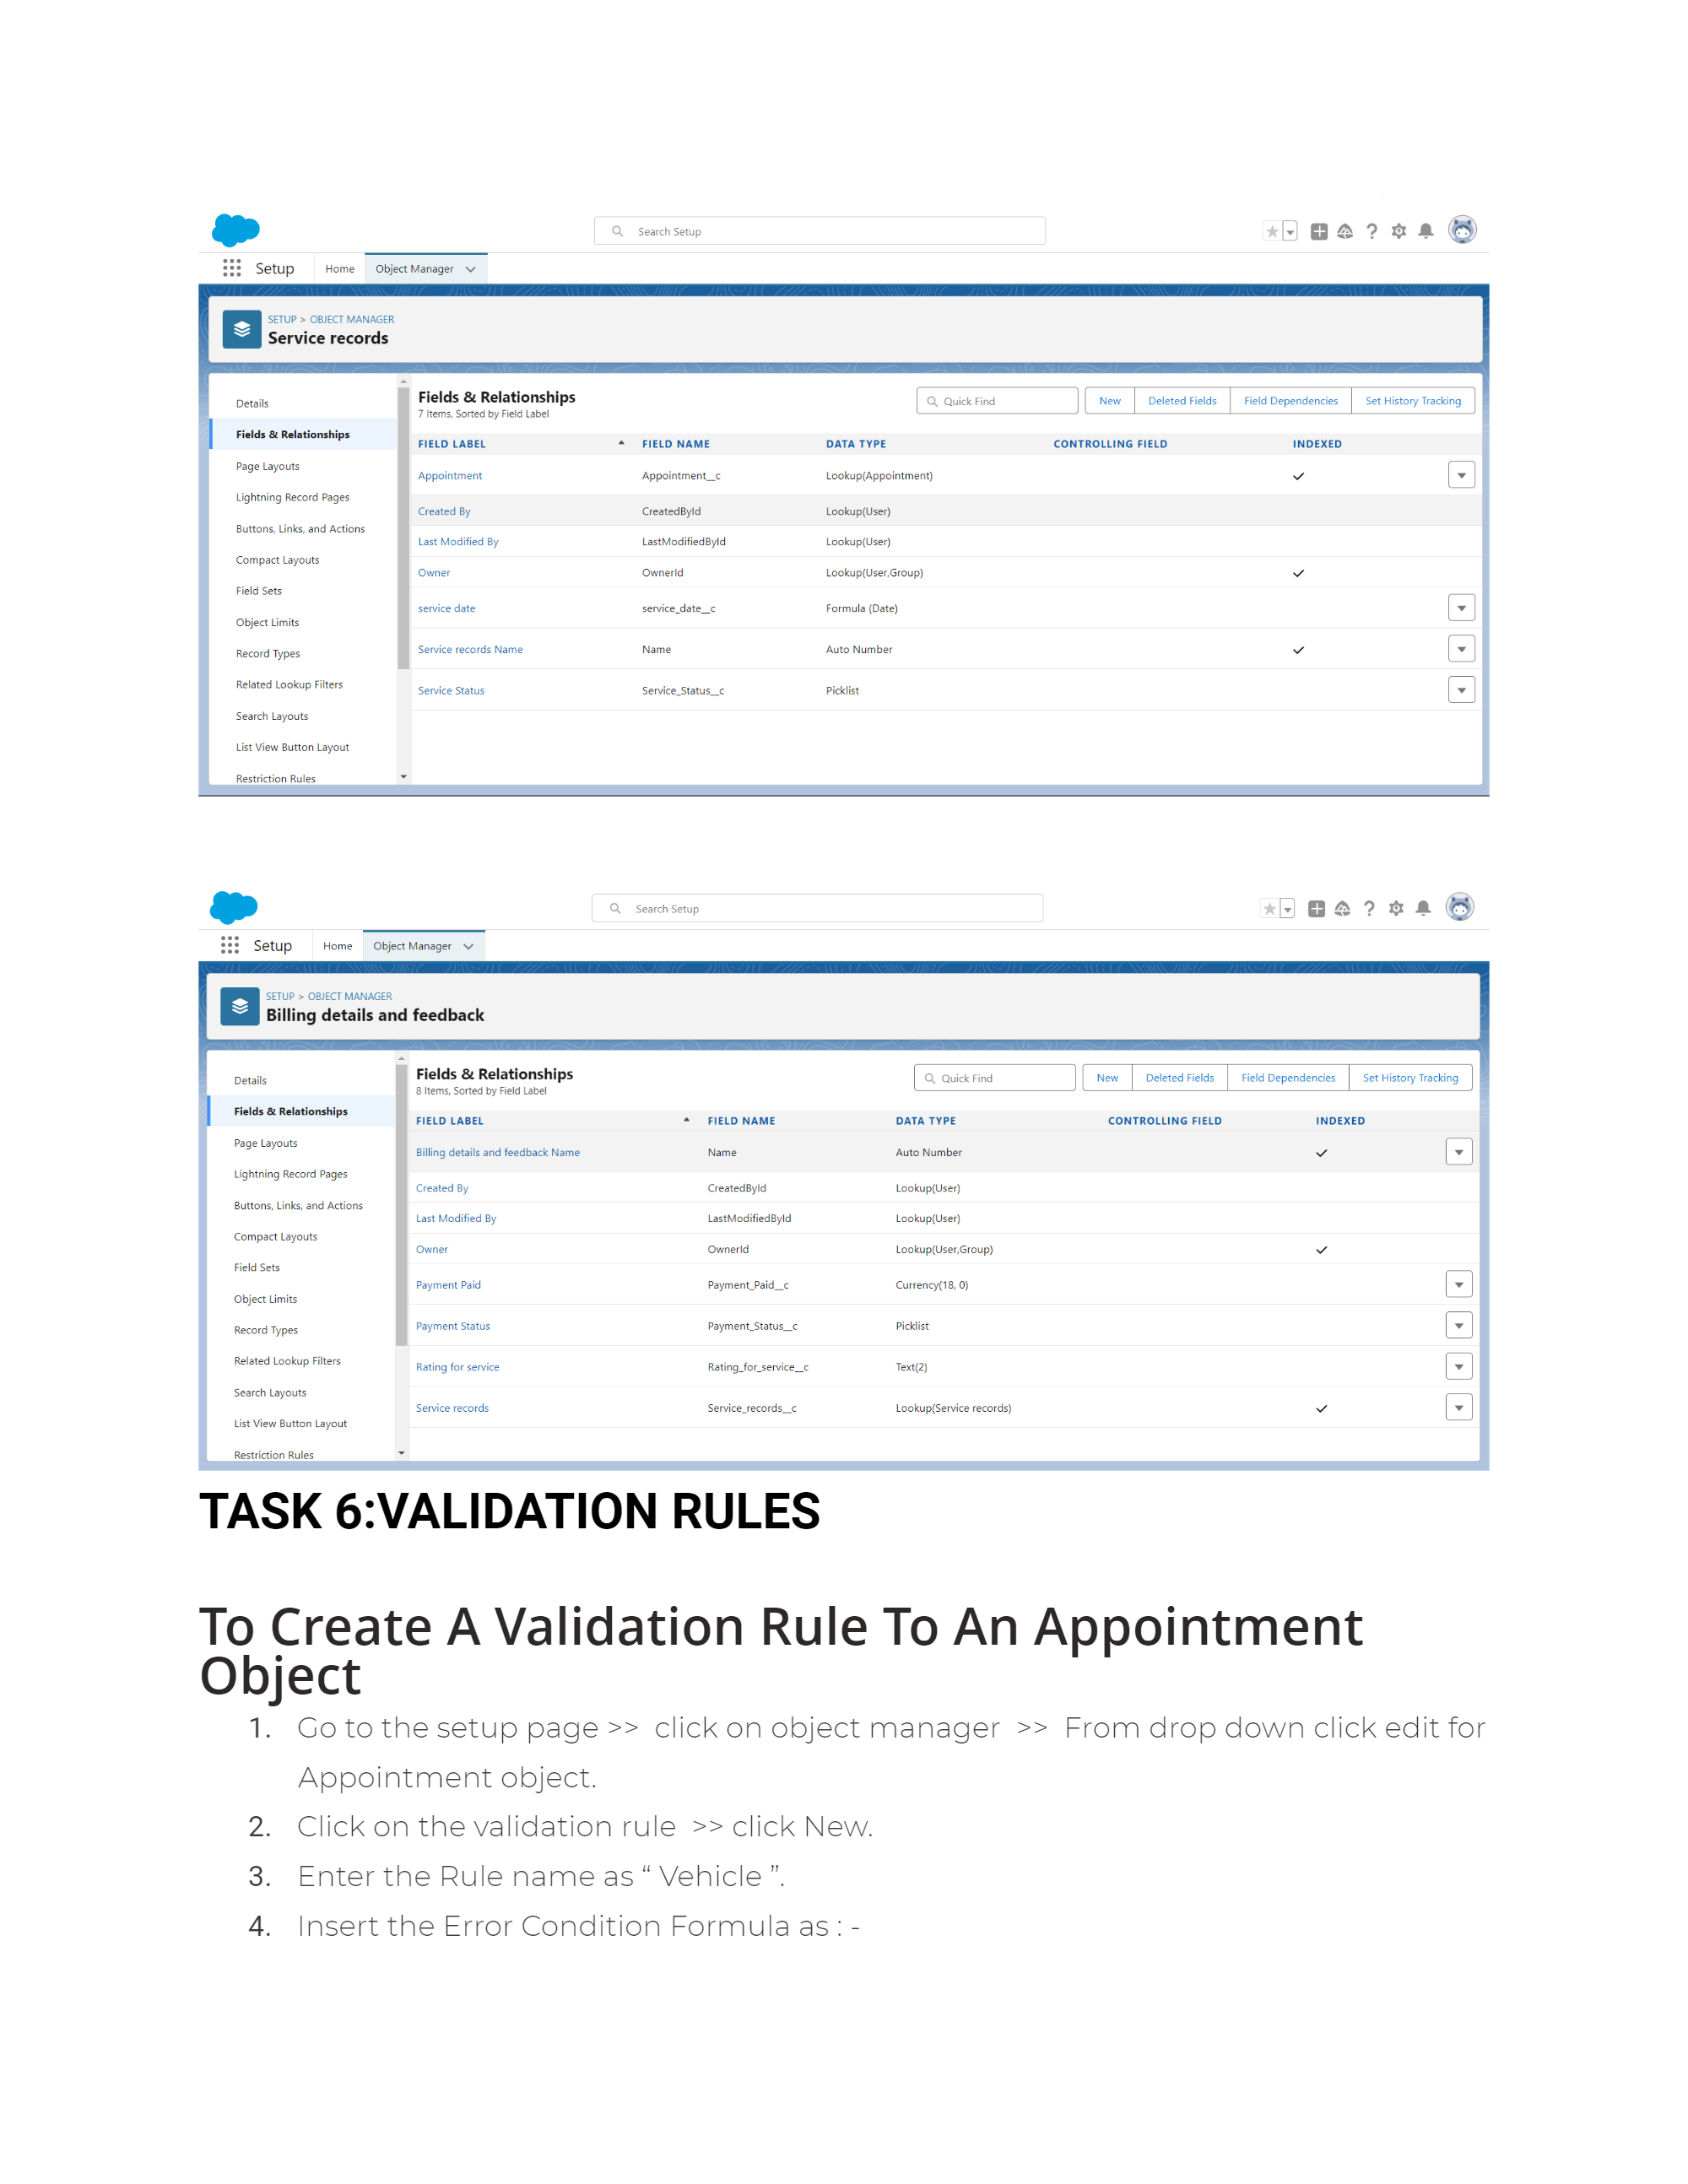 Search Setup
Setup Home Object Manager
SETUP > OBJECT MANAGER
Service records
Details
Fields & Relationships
Page Layouts
Lightning Record Pages
Buttons, Links, and Actions
Compact Layouts
Field Sets
Object Limits
Record Types
Related Lookup Filters
Search Layouts
List View Button Layout
Restriction Rules
Fields & Relationships
7 Items, Sorted by Field Label
Quick Find New Deleted Fields Field Dependencies Set History Tracking
FIELD LABEL FIELD NAME DATA TYPE CONTROLLING FIELD INDEXED
Appointment Appointment__c Lookup(Appointment)
Created By CreatedById Lookup(User)
Last Modified By LastModifiedById Lookup(User)
Owner OwnerId Lookup(User,Group)
service date service_date__c Formula (Date)
Service records Name Name Auto Number
Service Status Service_Status__c Picklist
Search Setup
Setup Home Object Manager
SETUP > OBJECT MANAGER
Billing details and feedback
Details
Fields & Relationships
Page Layouts
Lightning Record Pages
Buttons, Links, and Actions
Compact Layouts
Field Sets
Object Limits
Record Types
Related Lookup Filters
Search Layouts
List View Button Layout
Restriction Rules
Fields & Relationships
8 Items, Sorted by Field Label
Quick Find New Deleted Fields Field Dependencies Set History Tracking
FIELD LABEL FIELD NAME DATA TYPE CONTROLLING FIELD INDEXED
Billing details and feedback Name Name Auto Number
Created By CreatedById Lookup(User)
Last Modified By LastModifiedById Lookup(User)
Owner OwnerId Lookup(User,Group)
Payment Paid Payment_Paid__c Currency(18, 0)
Payment Status Payment_Status__c Picklist
Rating for service Rating_for_service__c Text(2)
Service records Service_records__c Lookup(Service records)
TASK 6:VALIDATION RULES
To Create A Validation Rule To An Appointment
Object
1. Go to the setup page >> click on object manager >> From drop down click edit for
Appointment object.
2. Click on the validation rule >> click New.
3. Enter the Rule name as “ Vehicle ”.
4. Insert the Error Condition Formula as : -